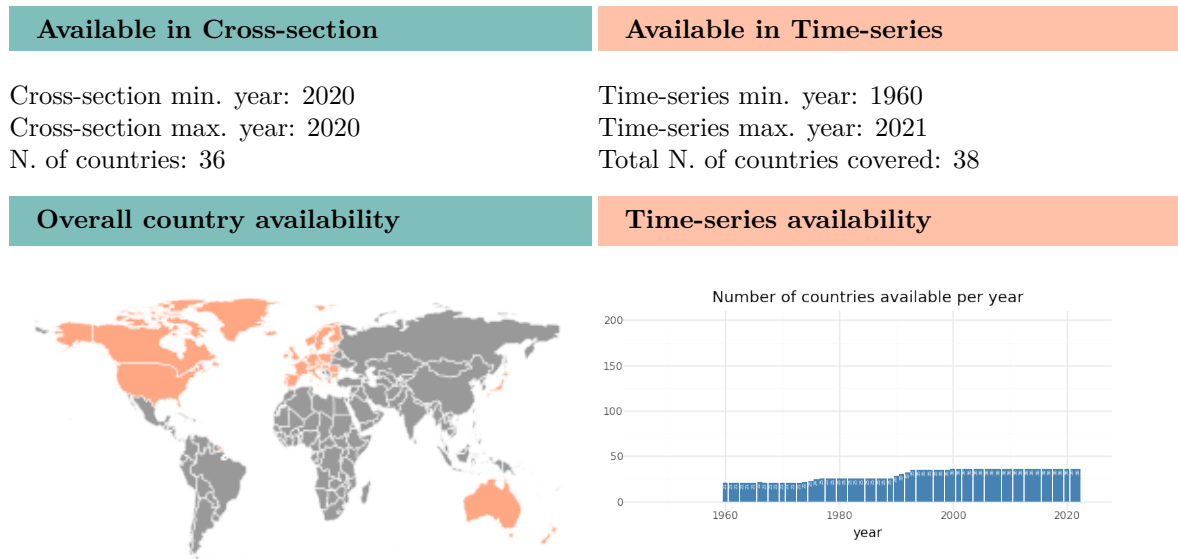 Available in Cross-section
Available in Time-series
Cross-section min. year: 2020
Cross-section max. year: 2020
N. of countries: 36
Time-series min. year: 1960
Time-series max. year: 2021
Total N. of countries covered: 38
Overall country availability
Time-series availability
Number of countries available per year
200
150
100
50
0
1960
1980
2000
2020
year